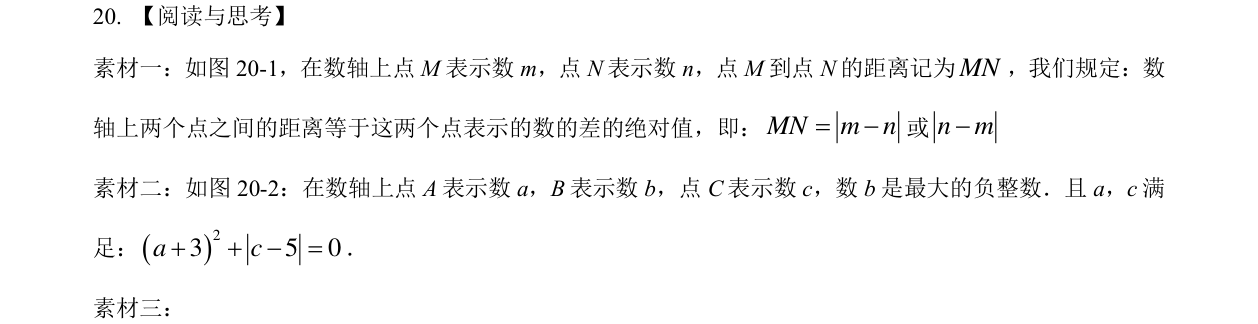 20. 【阅读与思考】
素材一：如图 20-1，在数轴上点 M 表示数 m，点 N 表示数 n，点 M 到点 N 的距离记为 MN ，我们规定：数
轴上两个点之间的距离等于这两个点表示的数的差的绝对值，即： MN = |m − n| 或 |n − m|
素材二：如图 20-2：在数轴上点 A 表示数 a，B 表示数 b，点 C 表示数 c，数 b 是最大的负整数．且 a，c 满
足：(a + 3)² + |c − 5| = 0 .
素材三：